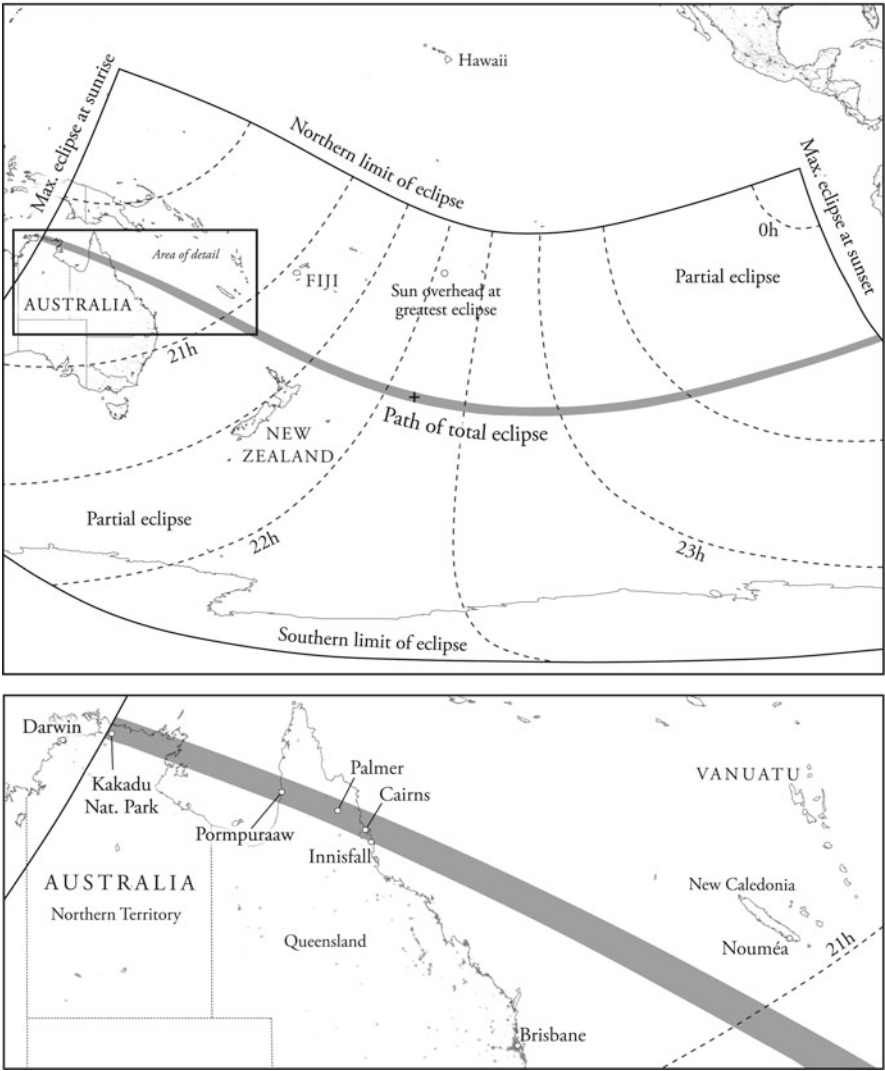 Hawaii
Max. eclipse at sunrise
Northern limit of eclipse
Max. eclipse at sunset
0h
Area of detail
FIJI
Sun overhead at
greatest eclipse
Partial eclipse
AUSTRALIA
21h
Path of total eclipse
NEW
ZEALAND
Partial eclipse
22h
23h
Southern limit of eclipse
Darwin
Kakadu
Nat. Park
Palmer
Cairns
VANUATU
Pormpuraaw
Innisfall
AUSTRALIA
Northern Territory
New Caledonia
Queensland
Nouméa
21h
Brisbane